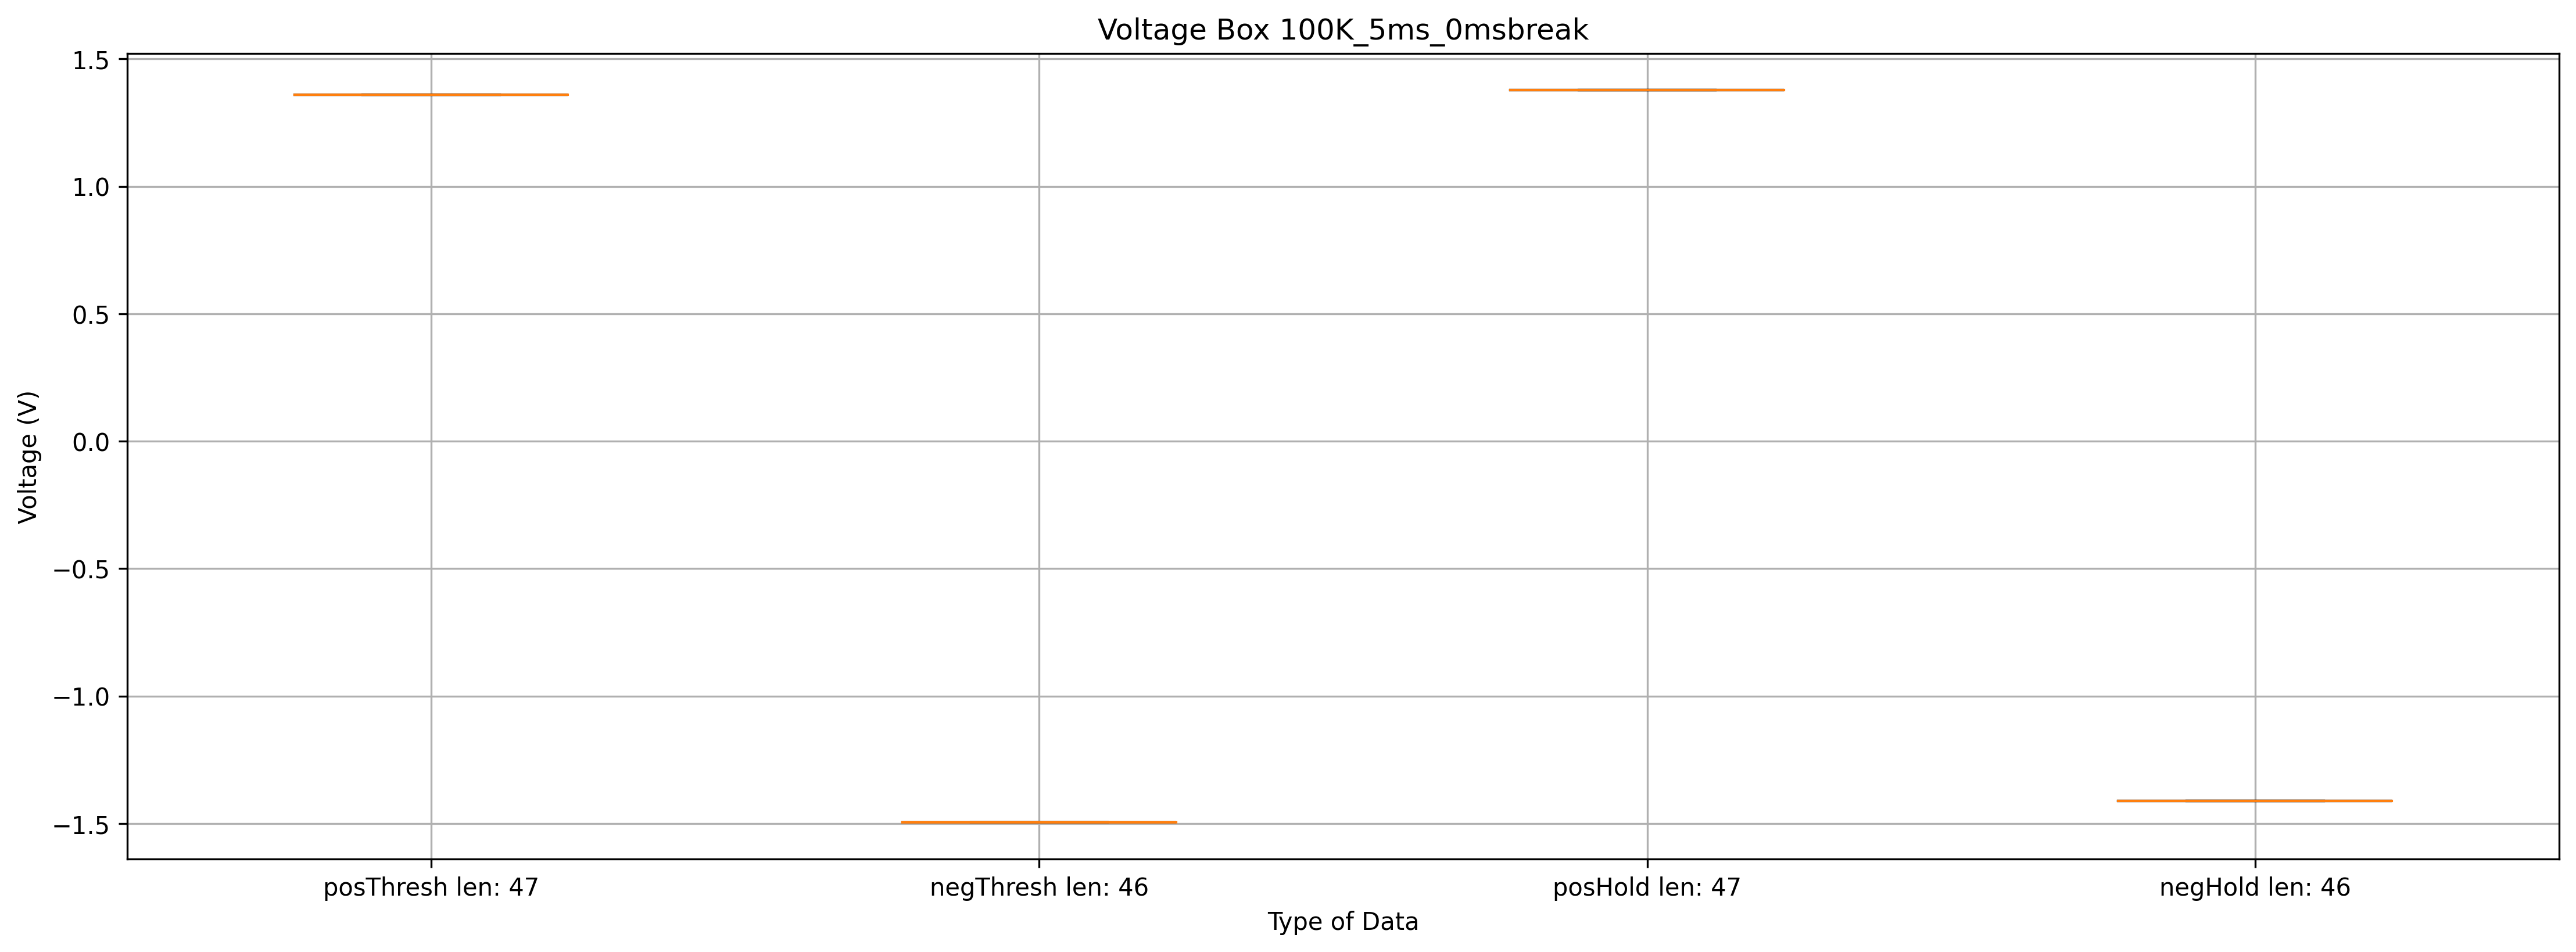 Voltage Box 100K_5ms_0msbreak
1.5
1.0
0.5
0.0
−0.5
−1.0
−1.5
Voltage (V)
posThresh len: 47
negThresh len: 46
posHold len: 47
negHold len: 46
Type of Data